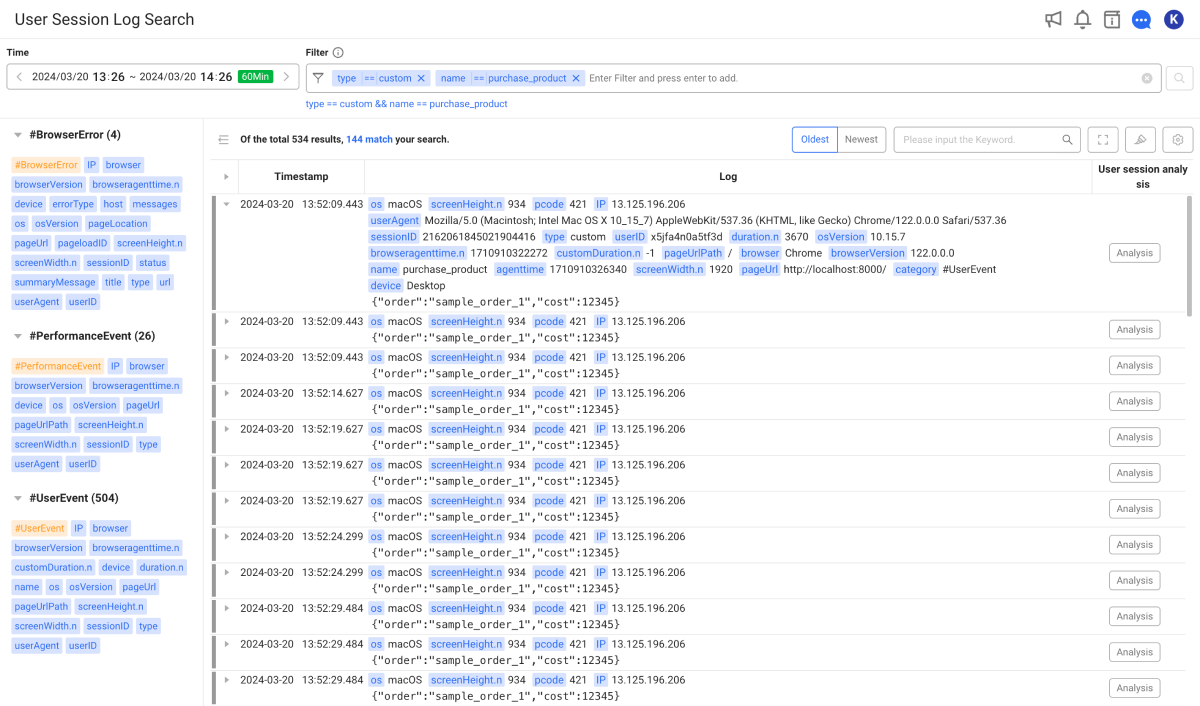 User Session Log Search
K
Time
Filter
2024/03/20 13:26 ~ 2024/03/20 14:26 60Min
type == custom name == purchase_product Enter Filter and press enter to add.
type == custom && name == purchase_product
#BrowserError (4)
#BrowserError IP browser
browserVersion browseragenttime.n
device errorType host messages
os osVersion pageLocation
pageUrl pageloadID screenHeight.n
screenWidth.n sessionID status
summaryMessage title type url
userAgent userID
#PerformanceEvent (26)
#PerformanceEvent IP browser
browserVersion browseragenttime.n
device os osVersion pageUrl
pageUrlPath screenHeight.n
screenWidth.n sessionID type
userAgent userID
#UserEvent (504)
#UserEvent IP browser
browserVersion browseragenttime.n
customDuration.n device duration.n
name os osVersion pageUrl
pageUrlPath screenHeight.n
screenWidth.n sessionID type
userAgent userID
Of the total 534 results, 144 match your search.
Oldest Newest Please input the Keyword.
Timestamp Log User session analy
sis
2024-03-20 13:52:09.443 os macOS screenHeight.n 934 pcode 421 IP 13.125.196.206
userAgent Mozilla/5.0 (Macintosh; Intel Mac OS X 10_15_7) AppleWebKit/537.36 (KHTML, like Gecko) Chrome/122.0.0.0 Safari/537.36
sessionID 2162061845021904416 type custom userID x5jfa4n0a5tf3d duration.n 3670 osVersion 10.15.7
browseragenttime.n 1710910322272 customDuration.n -1 pageUrlPath / browser Chrome browserVersion 122.0.0.0
name purchase_product agenttime 1710910326340 screenWidth.n 1920 pageUrl http://localhost:8000/ category #UserEvent
device Desktop
{"order":"sample_order_1","cost":12345}
Analysis
2024-03-20 13:52:09.443 os macOS screenHeight.n 934 pcode 421 IP 13.125.196.206
{"order":"sample_order_1","cost":12345}
Analysis
2024-03-20 13:52:09.443 os macOS screenHeight.n 934 pcode 421 IP 13.125.196.206
{"order":"sample_order_1","cost":12345}
Analysis
2024-03-20 13:52:14.627 os macOS screenHeight.n 934 pcode 421 IP 13.125.196.206
{"order":"sample_order_1","cost":12345}
Analysis
2024-03-20 13:52:19.627 os macOS screenHeight.n 934 pcode 421 IP 13.125.196.206
{"order":"sample_order_1","cost":12345}
Analysis
2024-03-20 13:52:19.627 os macOS screenHeight.n 934 pcode 421 IP 13.125.196.206
{"order":"sample_order_1","cost":12345}
Analysis
2024-03-20 13:52:19.627 os macOS screenHeight.n 934 pcode 421 IP 13.125.196.206
{"order":"sample_order_1","cost":12345}
Analysis
2024-03-20 13:52:24.299 os macOS screenHeight.n 934 pcode 421 IP 13.125.196.206
{"order":"sample_order_1","cost":12345}
Analysis
2024-03-20 13:52:24.299 os macOS screenHeight.n 934 pcode 421 IP 13.125.196.206
{"order":"sample_order_1","cost":12345}
Analysis
2024-03-20 13:52:29.484 os macOS screenHeight.n 934 pcode 421 IP 13.125.196.206
{"order":"sample_order_1","cost":12345}
Analysis
2024-03-20 13:52:29.484 os macOS screenHeight.n 934 pcode 421 IP 13.125.196.206
{"order":"sample_order_1","cost":12345}
Analysis
2024-03-20 13:52:29.484 os macOS screenHeight.n 934 pcode 421 IP 13.125.196.206
{"order":"sample_order_1","cost":12345}
Analysis